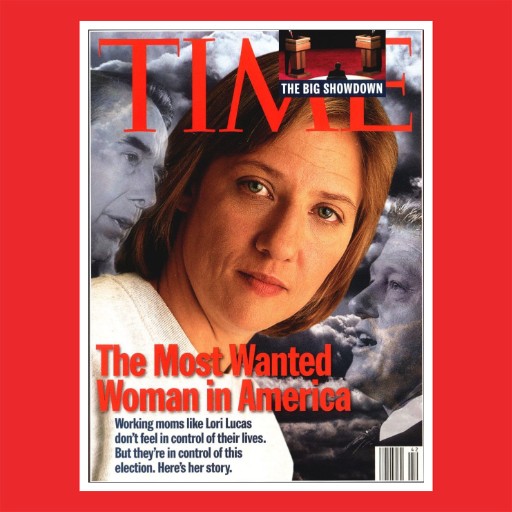 TIME
THE BIG SHOWDOWN
The Most Wanted
Woman in America
Working moms like Lori Lucas
don't feel in control of their lives.
But they're in control of this
election. Here's her story.
42